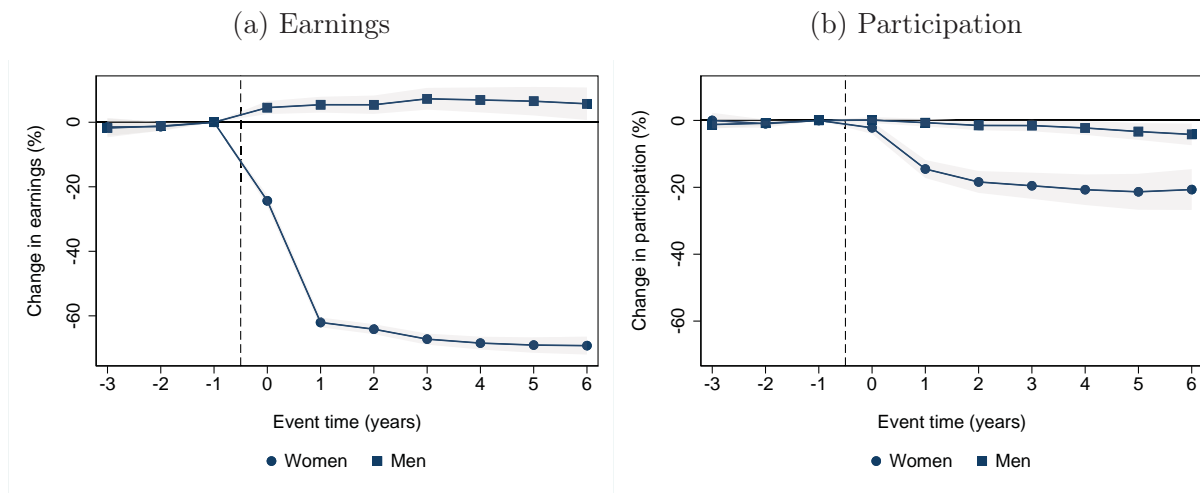 (a) Earnings
Change in earnings (%)
0
-20
-40
-60
-3 -2 -1 0 1 2 3 4 5 6
Event time (years)
Women Men
(b) Participation
Change in participation (%)
0
-20
-40
-60
-3 -2 -1 0 1 2 3 4 5 6
Event time (years)
Women Men